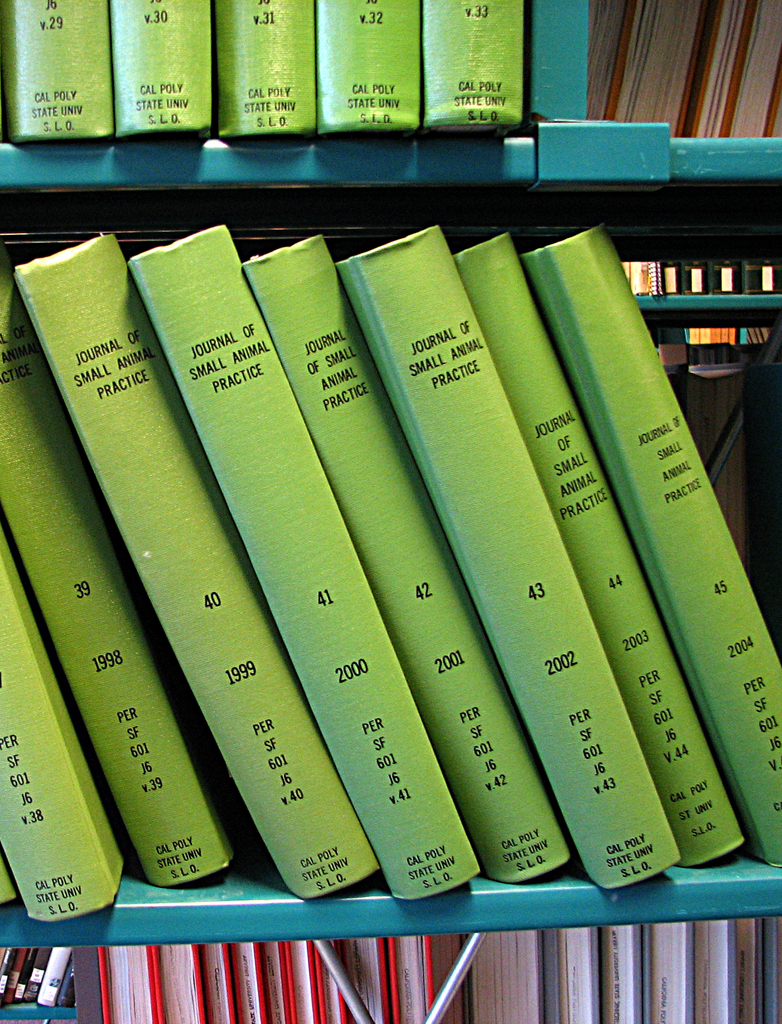 J6
v.29
CAL POLY
STATE UNIV
S. L. O.
v.30
CAL POLY
STATE UNIV
S. L. O.
J6
v.31
CAL POLY
STATE UNIV
S. L. O.
v.32
CAL POLY
STATE UNIV
S. L. O.
v.33
CAL POLY
STATE UNIV
S. L. O.
PER
SF
601
J6
v.38
CAL POLY
STATE UNIV
S. L. O.
OF
ANIMAL
39
1998
PER
SF
601
J6
v.39
CAL POLY
STATE UNIV
S. L. O.
JOURNAL OF
SMALL ANIMAL
PRACTICE
40
1999
PER
SF
601
J6
v.40
CAL POLY
STATE UNIV
S. L. O.
JOURNAL OF
SMALL ANIMAL
PRACTICE
41
2000
PER
SF
601
J6
v.41
CAL POLY
STATE UNIV
S. L. O.
JOURNAL
OF SMALL
ANIMAL
PRACTICE
42
2001
PER
SF
601
J6
v.42
CAL POLY
STATE UNIV
S. L. O.
JOURNAL OF
SMALL ANIMAL
PRACTICE
43
2002
PER
SF
601
J6
v.43
CAL POLY
STATE UNIV
S. L. O.
JOURNAL
OF
SMALL
ANIMAL
PRACTICE
44
2003
PER
SF
601
J6
v.44
CAL POLY
ST UNIV
S.L.O.
JOURNAL OF
SMALL
ANIMAL
PRACTICE
45
2004
PER
SF
601
J6